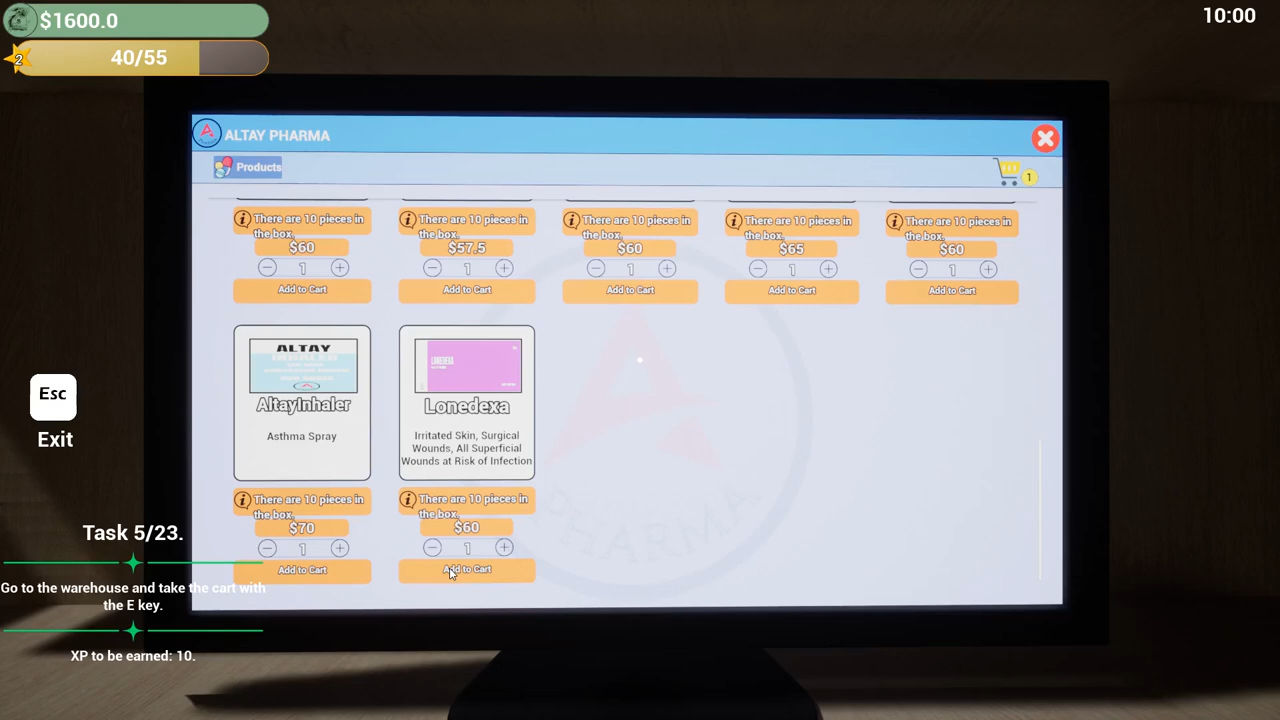 $1600.0
10:00
2
40/55
ALTAY PHARMA
Products
1
There are 10 pieces in
the box.
$60
1
Add to Cart
There are 10 pieces in
the box.
$57.5
1
Add to Cart
There are 10 pieces in
the box.
$60
1
Add to Cart
There are 10 pieces in
the box.
$65
1
Add to Cart
There are 10 pieces in
the box.
$60
1
Add to Cart
ALTAY
INHALER
AltayInhaler
Asthma Spray
There are 10 pieces in
the box.
$70
1
Add to Cart
LONEDEXA
Lonedexa
Irritated Skin, Surgical
Wounds, All Superficial
Wounds at Risk of Infection
There are 10 pieces in
the box.
$60
1
Add to Cart
PHARMA
Esc
Exit
Task 5/23.
Go to the warehouse and take the cart with
the E key.
XP to be earned: 10.